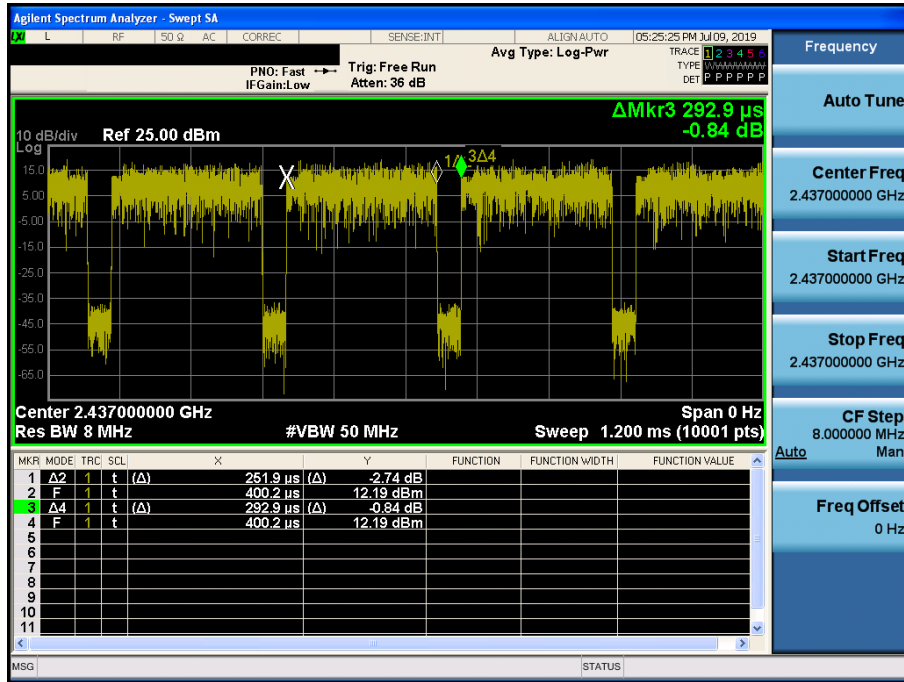 Agilent Spectrum Analyzer - Swept SA
LXI L RF 50 Ω AC CORREC SENSE:INT ALIGN AUTO 05:25:25 PM Jul 09, 2019
Frequency
Avg Type: Log-Pwr
TRACE 1 2 3 4 5 6
PNO: Fast Trig: Free Run
TYPE WWWWWW
IFGain:Low Atten: 36 dB
DET P P P P P P
Auto Tune
ΔMkr3 292.9 µs
10 dB/div Ref 25.00 dBm -0.84 dB
Log
1Δ 3Δ4
15.0
X
5.00
-5.00
-15.0
-25.0
-35.0
-45.0
-55.0
-65.0
Center 2.437000000 GHz Span 0 Hz
Res BW 8 MHz #VBW 50 MHz Sweep 1.200 ms (10001 pts)
Center Freq
2.437000000 GHz
Start Freq
2.437000000 GHz
Stop Freq
2.437000000 GHz
CF Step
8.000000 MHz
Auto Man
Freq Offset
0 Hz
MKR MODE TRC SCL X Y FUNCTION FUNCTION WIDTH FUNCTION VALUE
1 Δ2 1 t (Δ) 251.9 µs (Δ) -2.74 dB
2 F 1 t 400.2 µs 12.19 dBm
3 Δ4 1 t (Δ) 292.9 µs (Δ) -0.84 dB
4 F 1 t 400.2 µs 12.19 dBm
5
6
7
8
9
10
11
MSG STATUS